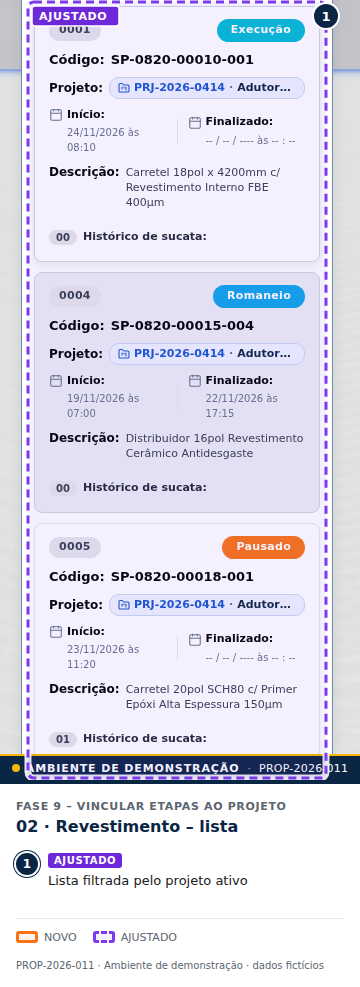 AJUSTADO
1
0001
Execução
Código: SP-0820-00010-001
Projeto: PRJ-2026-0414 · Adutor...
Início:
24/11/2026 às
08:10
Finalizado:
-- / -- / ---- às -- : --
Descrição: Carretel 18pol x 4200mm c/
Revestimento Interno FBE
400µm
00 Histórico de sucata:
0004
Romaneio
Código: SP-0820-00015-004
Projeto: PRJ-2026-0414 · Adutor...
Início:
19/11/2026 às
07:00
Finalizado:
22/11/2026 às
17:15
Descrição: Distribuidor 16pol Revestimento
Cerâmico Antidesgaste
00 Histórico de sucata:
0005
Pausado
Código: SP-0820-00018-001
Projeto: PRJ-2026-0414 · Adutor...
Início:
23/11/2026 às
11:20
Finalizado:
-- / -- / ---- às -- : --
Descrição: Carretel 20pol SCH80 c/ Primer
Epóxi Alta Espessura 150µm
01 Histórico de sucata:
AMBIENTE DE DEMONSTRAÇÃO · PROP-2026-011
FASE 9 – VINCULAR ETAPAS AO PROJETO
02 · Revestimento – lista
1 AJUSTADO
Lista filtrada pelo projeto ativo
NOVO AJUSTADO
PROP-2026-011 · Ambiente de demonstração · dados fictícios